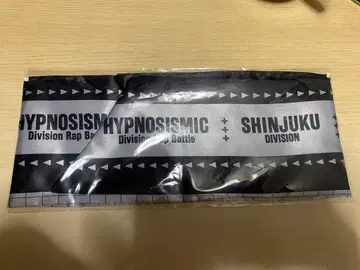 HYPNOSISM
Division Rap Ba
HYPNOSISMIC
Division Rap Battle
+
+
+
SHINJUKU
DIVISION